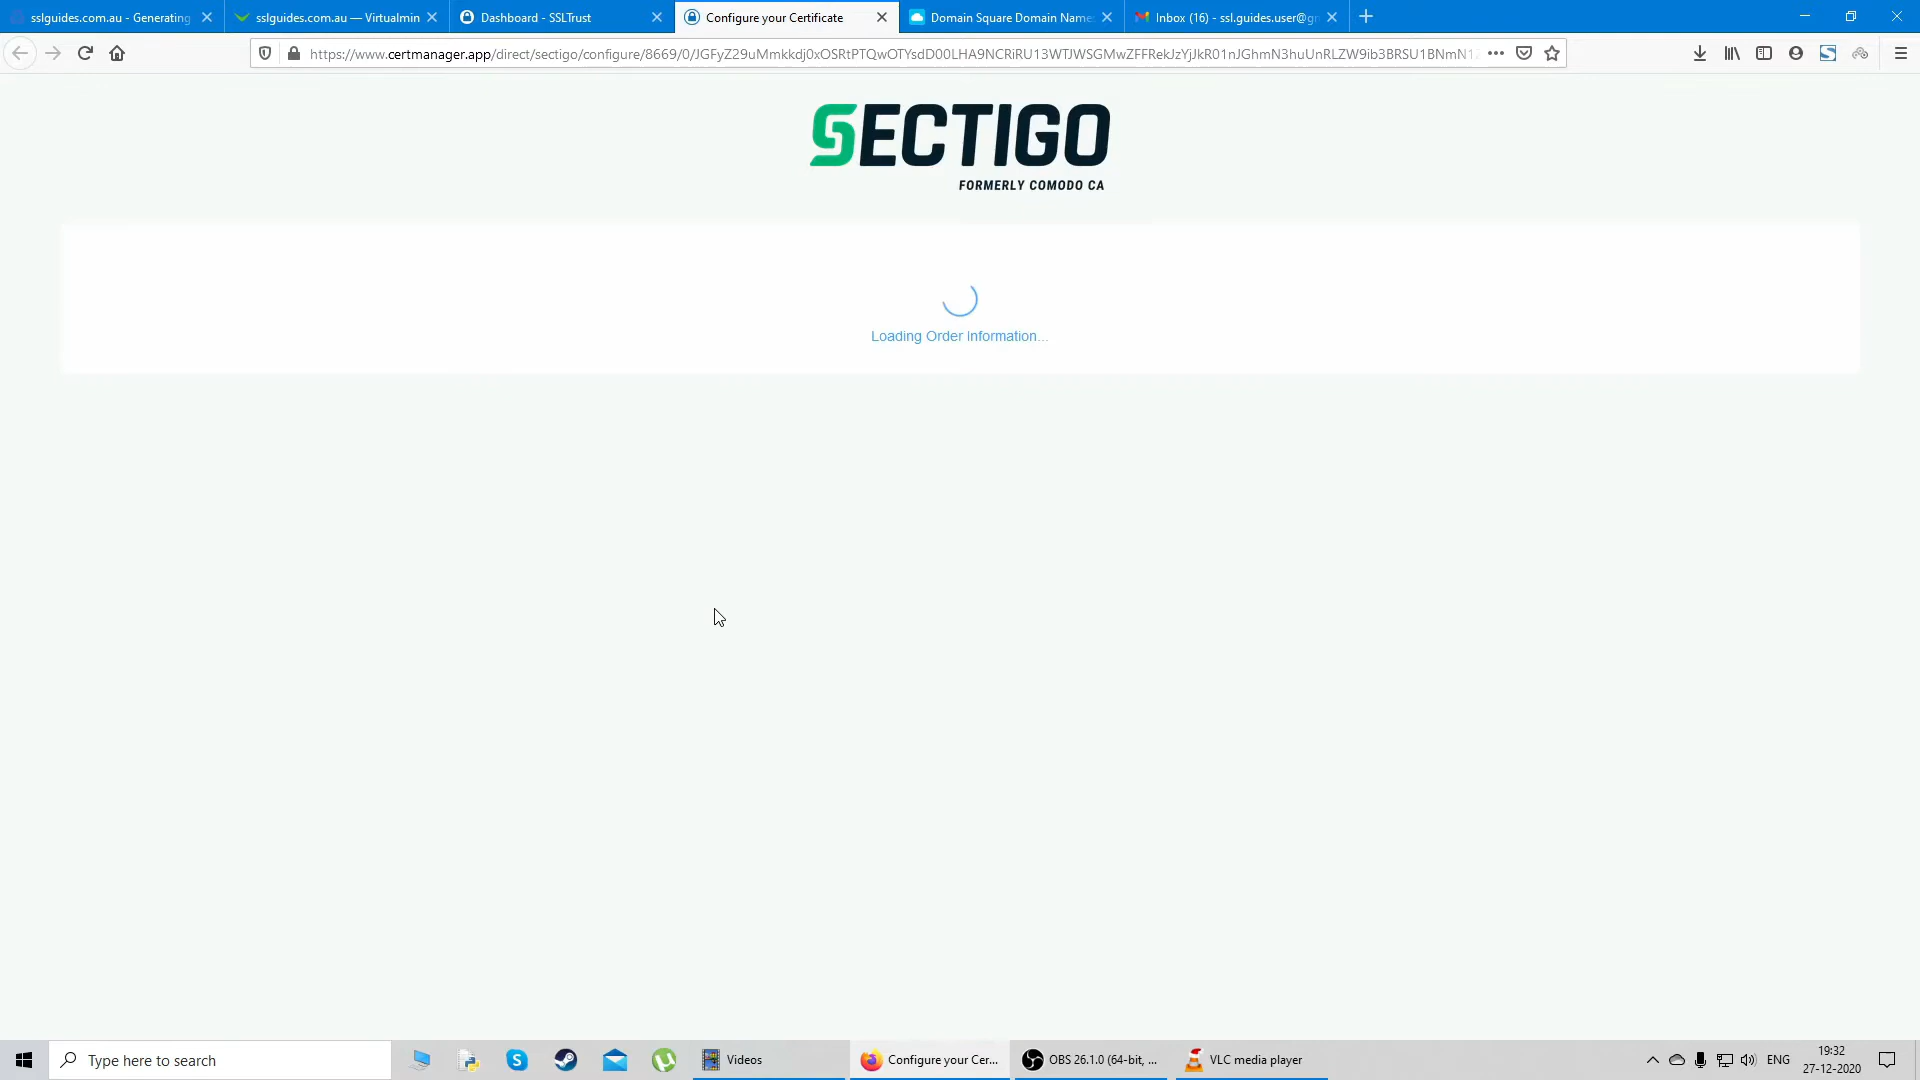 sslguides.com.au - Generating
sslguides.com.au — Virtualmin
Dashboard - SSLTrust
Configure your Certificate
Domain Square Domain Name
Inbox (16) - ssl.guides.user@g
https://www.certmanager.app/direct/sectigo/configure/8669/0/JGFyZ29uMmkkdj0xOSRtPTQwOTYsdD00LHA9NCRiRU13WTJWSGMwZFFRekJzYjJkR01nJGhmN3huUnRLZW9ib3BRSU1BNmN1
SECTIGO
FORMERLY COMODO CA
Loading Order Information...
Type here to search
Videos
Configure your Cer...
OBS 26.1.0 (64-bit, ...
VLC media player
ENG
19:32
27-12-2020